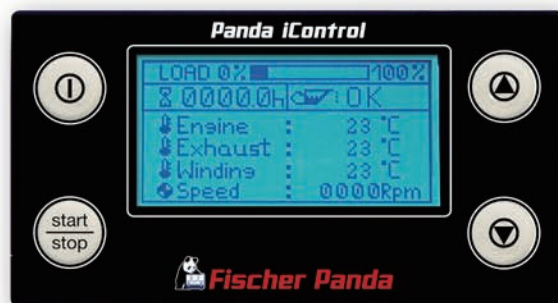 Panda iControl
LOAD 0% 100%
0000.0h : OK
Engine : 23 °C
Exhaust : 23 °C
Winding : 23 °C
Speed : 0000Rpm
start
stop
Fischer Panda